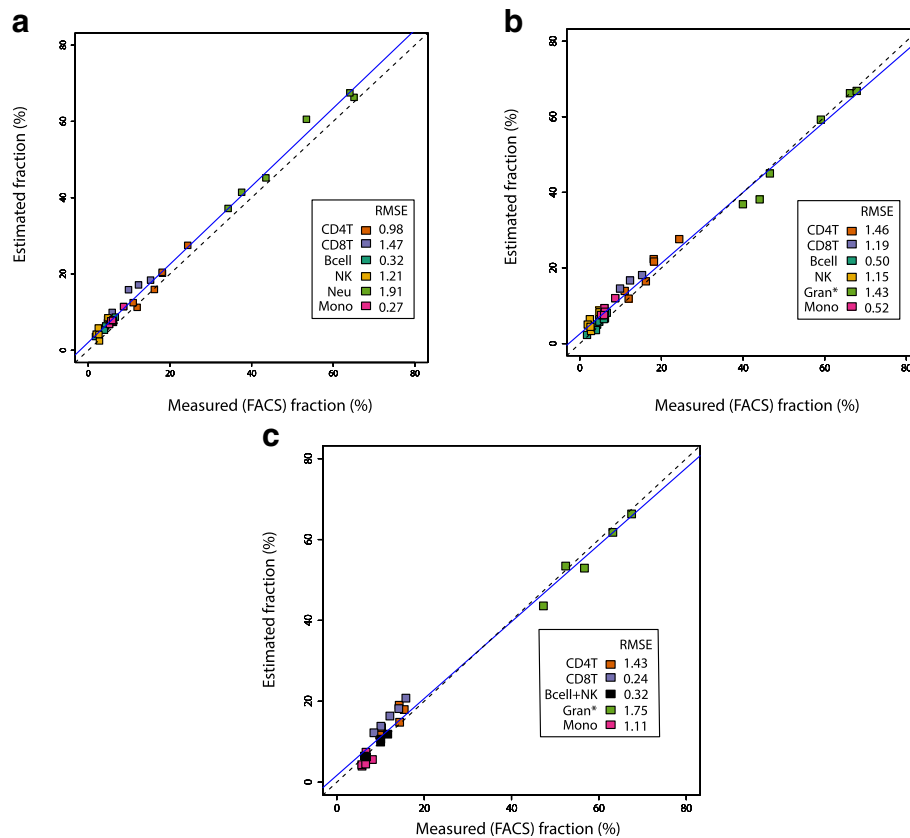 a
Estimated fraction (%)
80
60
40
20
0
RMSE
CD4T 0.98
CD8T 1.47
Bcell 0.32
NK 1.21
Neu 1.91
Mono 0.27
0 20 40 60 80
Measured (FACS) fraction (%)
b
Estimated fraction (%)
80
60
40
20
0
RMSE
CD4T 1.46
CD8T 1.19
Bcell 0.50
NK 1.15
Gran* 1.43
Mono 0.52
0 20 40 60 80
Measured (FACS) fraction (%)
c
Estimated fraction (%)
80
60
40
20
0
RMSE
CD4T 1.43
CD8T 0.24
Bcell+NK 0.32
Gran* 1.75
Mono 1.11
0 20 40 60 80
Measured (FACS) fraction (%)